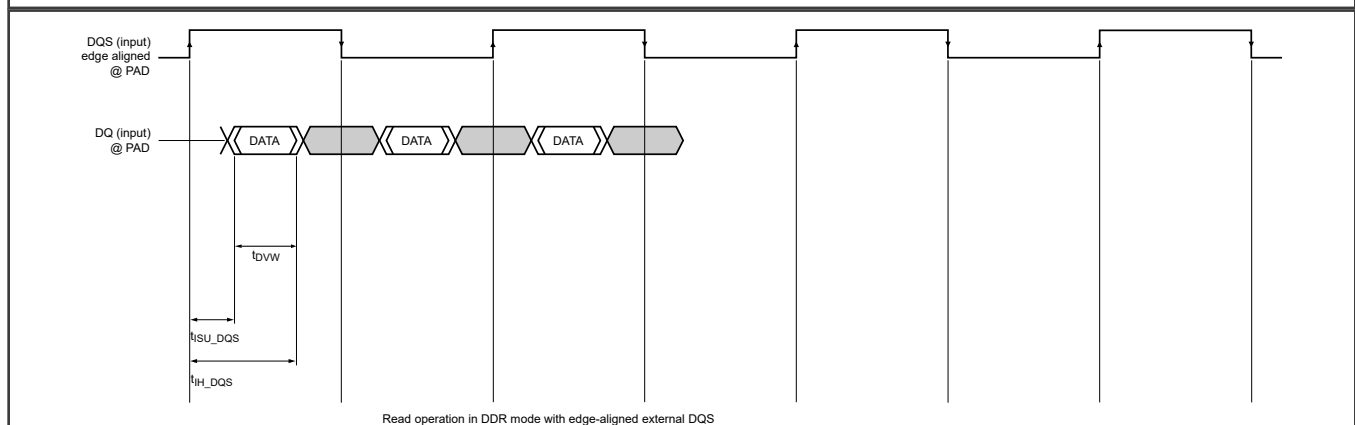 DQS (input)
edge aligned
@ PAD
DQ (input)
@ PAD
DATA DATA DATA
tDVW
tISU_DQS
tIH_DQS
Read operation in DDR mode with edge-aligned external DQS